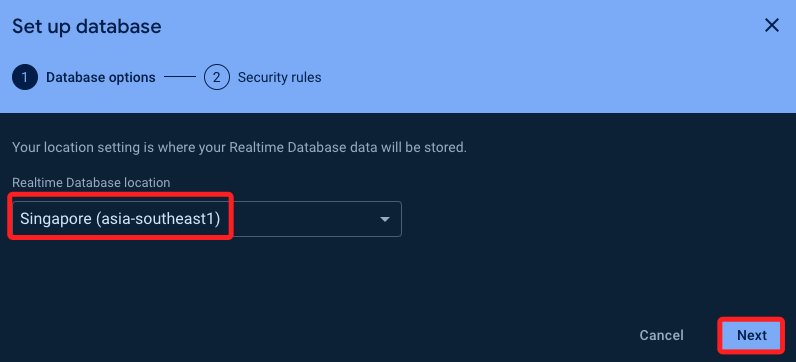 Set up database
1 Database options
2 Security rules
Your location setting is where your Realtime Database data will be stored.
Realtime Database location
Singapore (asia-southeast1)
Cancel Next